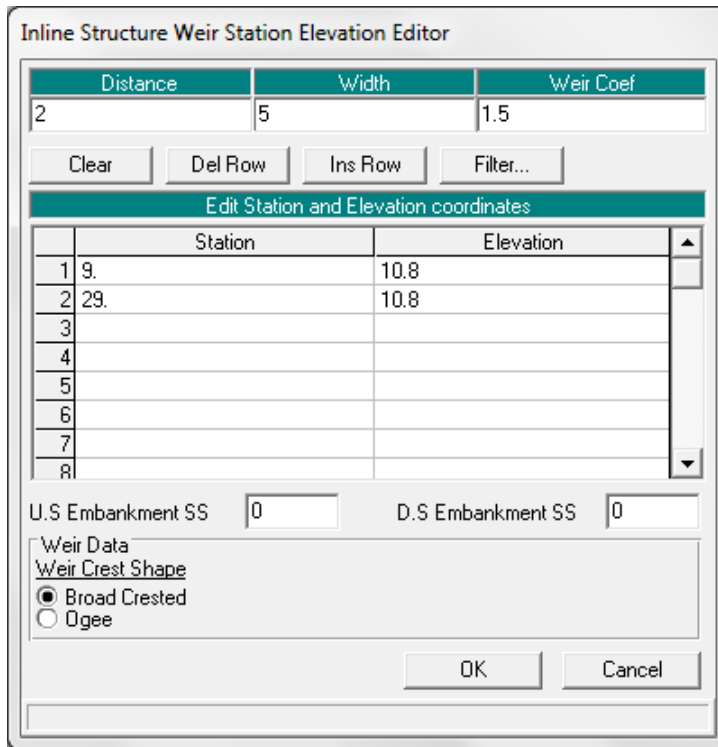 Inline Structure Weir Station Elevation Editor
Distance Width Weir Coef
2 5 1.5
Clear Del Row Ins Row Filter...
Edit Station and Elevation coordinates
Station Elevation
1 9. 10.8
2 29. 10.8
3
4
5
6
7
8
U.S Embankment SS 0 D.S Embankment SS 0
Weir Data
Weir Crest Shape
Broad Crested
Ogee
OK Cancel